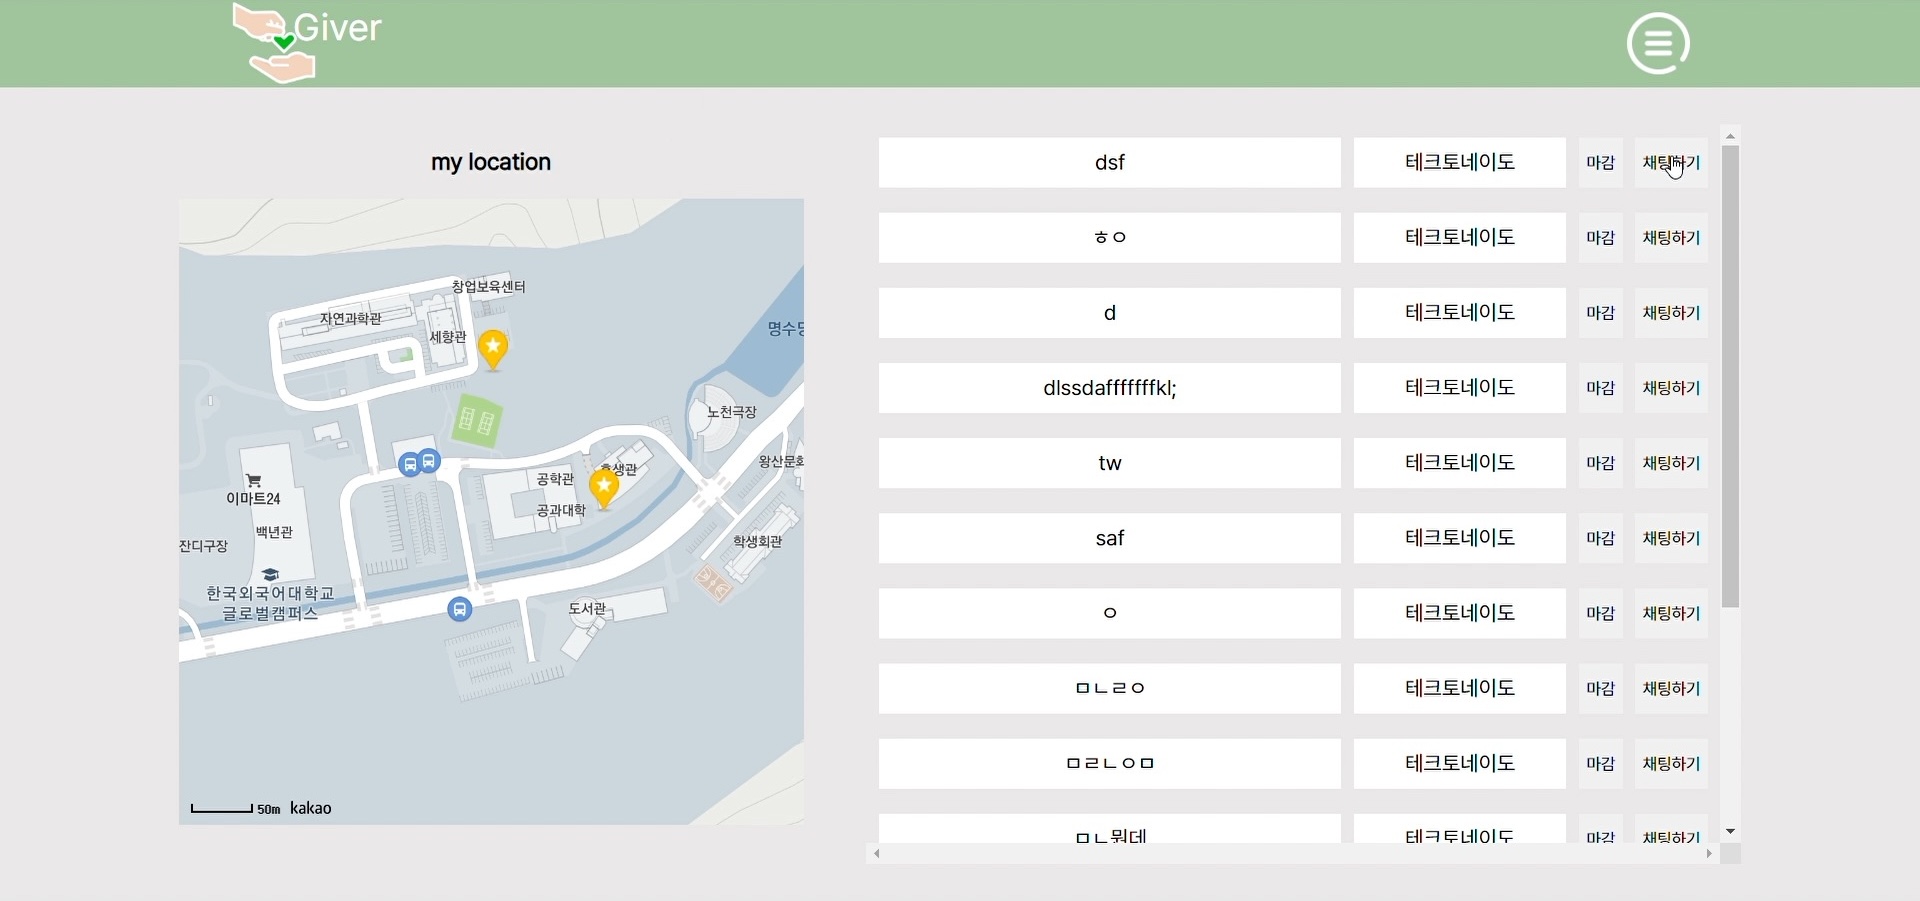 Giver
my location
창업보육센터
자연과학관
세향관
노천극장
후생관
공학관
공과대학
이마트24
백년관
잔디구장
학생회관
한국외국어대학교
글로벌캠퍼스
도서관
50m kakao
dsf 테크토네이도 마감 채팅하기
ㅎㅇ 테크토네이도 마감 채팅하기
d 테크토네이도 마감 채팅하기
dlssdafffffffkl; 테크토네이도 마감 채팅하기
tw 테크토네이도 마감 채팅하기
saf 테크토네이도 마감 채팅하기
ㅇ 테크토네이도 마감 채팅하기
ㅁㄴㄹㅇ 테크토네이도 마감 채팅하기
ㅁㄹㄴㅇㅁ 테크토네이도 마감 채팅하기
ㅁㄴ뭔데 테크토네이도 마감 채팅하기